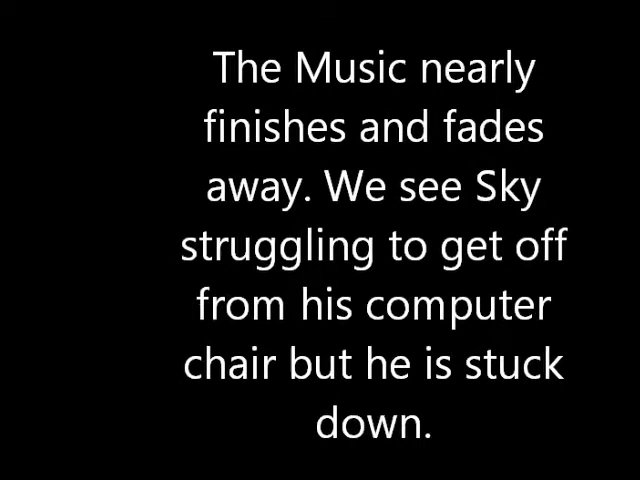 The Music nearly
finishes and fades
away. We see Sky
struggling to get off
from his computer
chair but he is stuck
down.